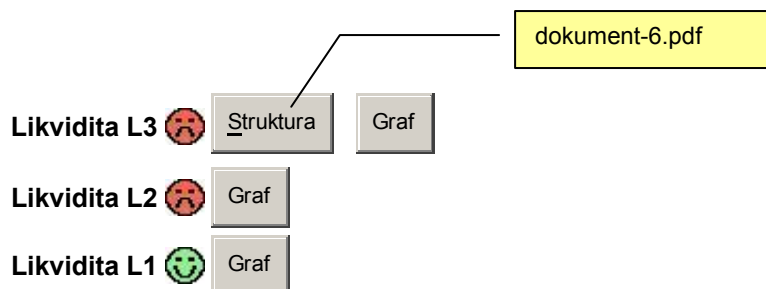 dokument-6.pdf
Likvidita L3 Struktura Graf
Likvidita L2 Graf
Likvidita L1 Graf